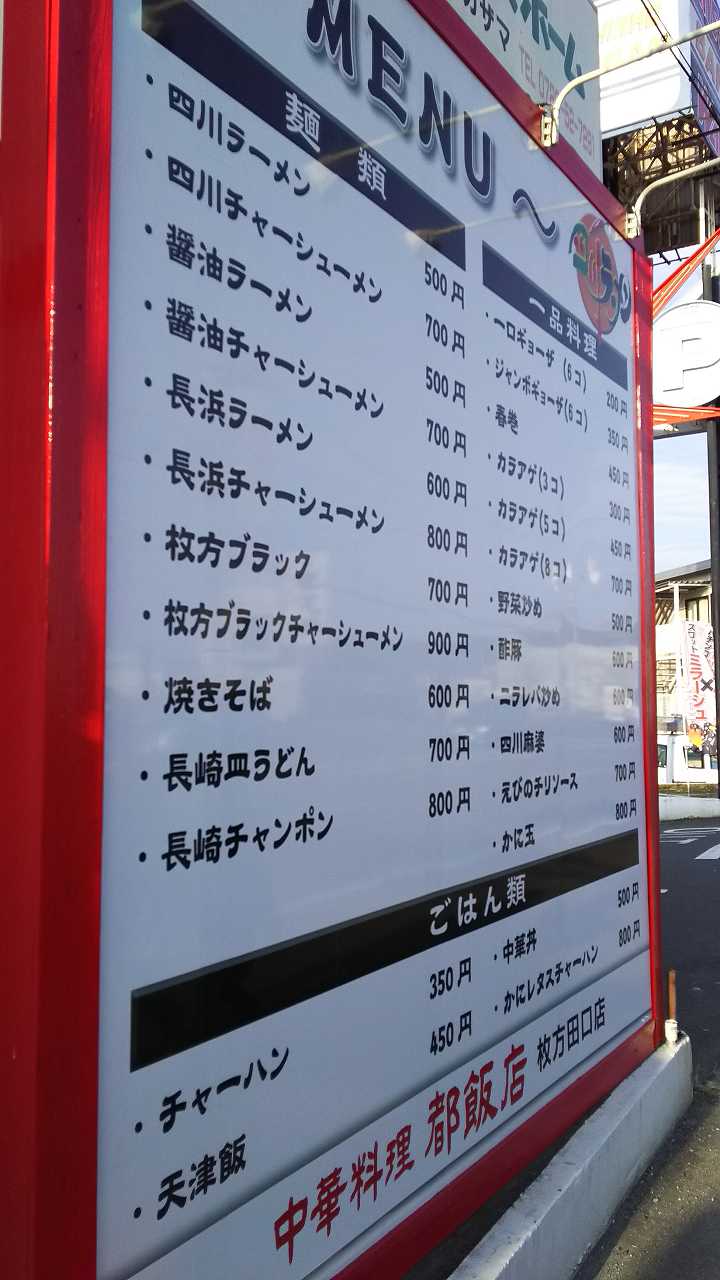 MENU～
麺類
・四川ラーメン 500円
・四川チャーシューメン 700円
・醤油ラーメン 500円
・醤油チャーシューメン 700円
・長浜ラーメン 600円
・長浜チャーシューメン 800円
・枚方ブラック 700円
・枚方ブラックチャーシューメン 900円
・焼きそば 600円
・長崎皿うどん 700円
・長崎チャンポン 800円
一品料理
・一口ギョーザ (6コ) 200円
・ジャンボギョーザ(6コ) 350円
・春巻 450円
・カラアゲ(3コ) 300円
・カラアゲ(5コ) 450円
・カラアゲ(8コ) 700円
・野菜炒め 500円
・酢豚 600円
・ニラレバ炒め 600円
・四川麻婆 600円
・えびのチリソース 700円
・かに玉 800円
ごはん類
・チャーハン 350円
・天津飯 450円
・中華丼 500円
・かにレタスチャーハン 800円
中華料理 都飯店 枚方田口店
ホーム
P
ミラージュ